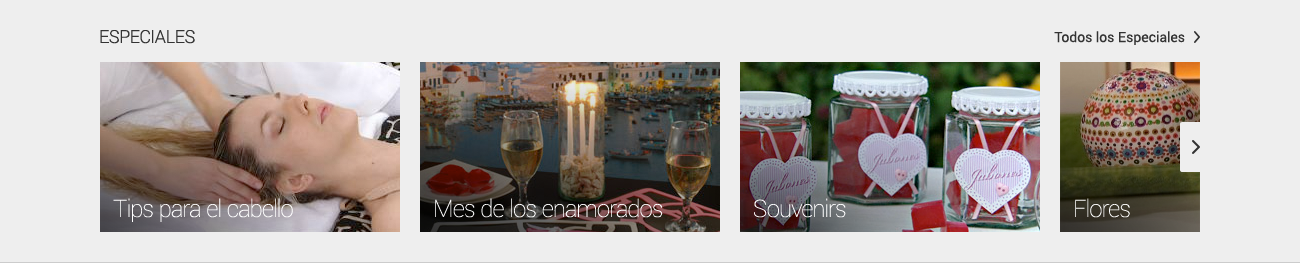 ESPECIALES
Todos los Especiales
Tips para el cabello
Mes de los enamorados
Souvenirs
Flores
Jabones
Jabones
Jabones